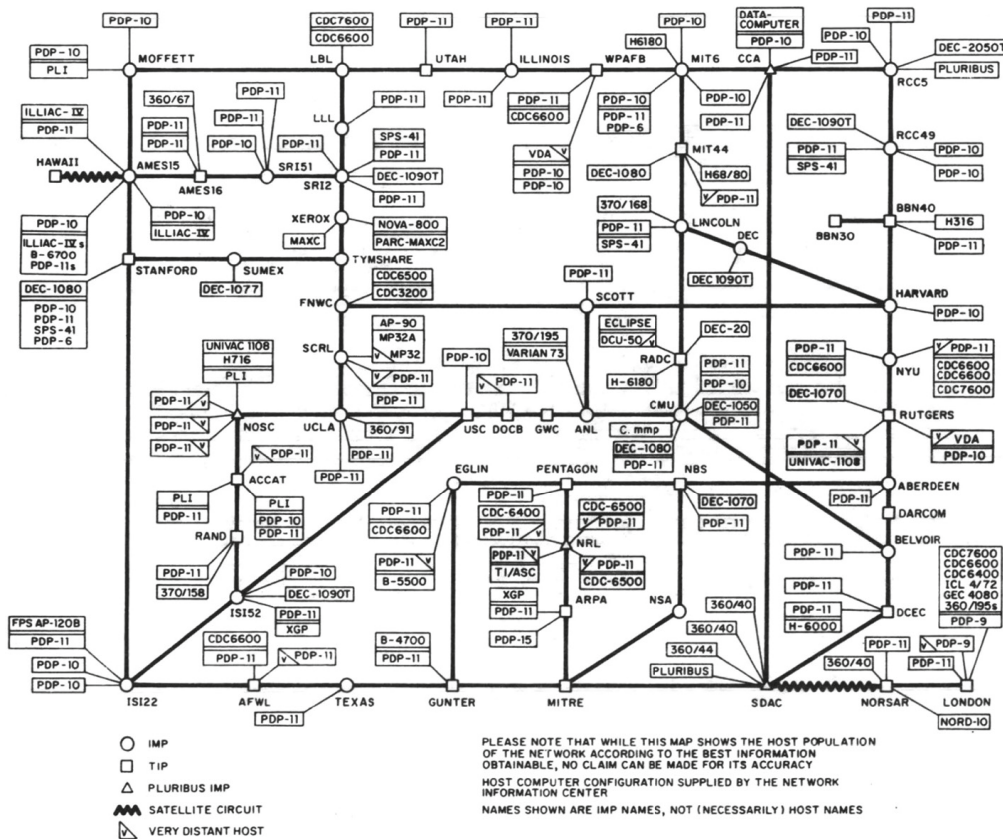 PDP-10
CDC7600
CDC6600
PDP-11
PDP-11
PDP-10
DATA-
COMPUTER
PDP-10
PDP-11
PDP-10
PDP-10
PLI
MOFFETT
LBL
UTAH
ILLINOIS
WPAFB
H6180
MIT6
CCA
PDP-11
RCC5
DEC-2050T
PLURIBUS
ILLIAC-IV
PDP-11
360/67
PDP-11
PDP-11
PDP-11
PDP-10
PDP-11
LLL
PDP-11
PDP-11
PDP-11
CDC6600
PDP-10
PDP-11
PDP-6
PDP-10
PDP-11
DEC-1090T
RCC49
HAWAII
AMES15
AMES16
SRI51
SRI2
SPS-41
PDP-11
DEC-1090T
PDP-11
VDA V
PDP-10
PDP-10
MIT44
DEC-1080
H68/80
V PDP-11
PDP-11
SPS-41
PDP-10
PDP-10
PDP-10
ILLIAC-IVs
B-6700
PDP-11s
PDP-10
ILLIAC-IV
XEROX
MAXC
NOVA-800
PARC-MAXC2
370/168
PDP-11
SPS-41
LINCOLN
DEC
DEC 1090T
BBN30
BBN40
H316
PDP-11
STANFORD
SUMEX
TYMSHARE
DEC-1080
PDP-10
PDP-11
SPS-41
PDP-6
DEC-1077
CDC6500
CDC3200
FNWC
PDP-11
SCOTT
HARVARD
PDP-10
UNIVAC 1108
H716
PLI
SCRL
AP-90
MP32A
V MP32
V PDP-11
PDP-11
370/195
VARIAN 73
ECLIPSE
DCU-50 V
RADC
DEC-20
H-6180
PDP-11
CDC6600
V PDP-11
CDC6600
CDC6600
CDC7600
NYU
PDP-10
V PDP-11
PDP-11
PDP-10
DEC-1070
RUTGERS
PDP-11 V
PDP-11 V
PDP-11 V
NOSC
UCLA
360/91
PDP-11
PDP-11
USC
DOCB
GWC
ANL
CMU
DEC-1050
PDP-11
C. mmp
DEC-1080
PDP-11
PDP-11 V
UNIVAC-1108
V VDA
PDP-10
V PDP-11
ACCAT
PLI
PDP-11
PLI
PDP-10
PDP-11
EGLIN
PENTAGON
NBS
ABERDEEN
PDP-11
PDP-11
CDC6600
PDP-11
CDC-6400
PDP-11 V
CDC-6500
V PDP-11
DEC-1070
PDP-11
DARCOM
RAND
PDP-11
370/158
PDP-11 V
B-5500
PDP-11 V
TI/ASC
NRL
V PDP-11
CDC-6500
BELVOIR
PDP-11
CDC7600
CDC6600
CDC6400
ICL 4/72
GEC 4080
360/195s
PDP-9
ISI52
PDP-10
DEC-1090T
PDP-11
XGP
XGP
PDP-11
ARPA
PDP-15
NSA
PDP-11
PDP-11
H-6000
DCEC
FPS AP-120B
PDP-11
PDP-10
PDP-10
CDC6600
PDP-11
V PDP-11
B-4700
PDP-11
360/40
360/40
360/44
PLURIBUS
PDP-11
360/40
V PDP-9
PDP-11
ISI22
AFWL
PDP-11
TEXAS
GUNTER
MITRE
SDAC
NORSAR
LONDON
NORD-10
IMP
TIP
PLURIBUS IMP
SATELLITE CIRCUIT
V VERY DISTANT HOST
PLEASE NOTE THAT WHILE THIS MAP SHOWS THE HOST POPULATION
OF THE NETWORK ACCORDING TO THE BEST INFORMATION
OBTAINABLE, NO CLAIM CAN BE MADE FOR ITS ACCURACY
HOST COMPUTER CONFIGURATION SUPPLIED BY THE NETWORK
INFORMATION CENTER
NAMES SHOWN ARE IMP NAMES, NOT (NECESSARILY) HOST NAMES